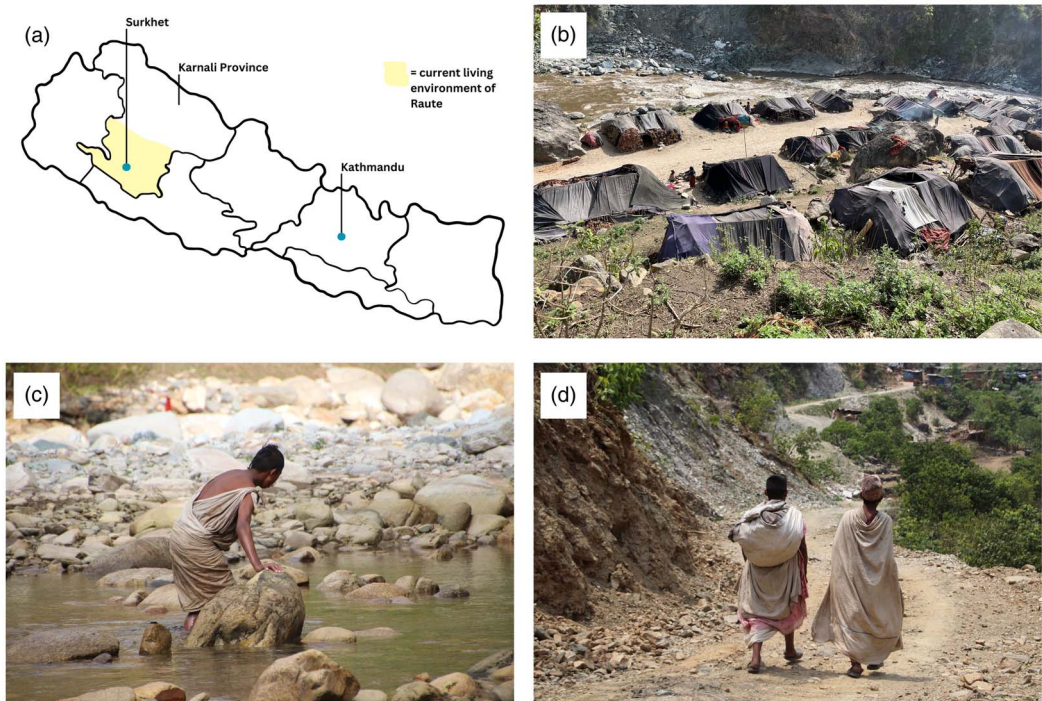 (a)
Surkhet
Karnali Province
= current living
environment of
Raute
Kathmandu
(b)
(c)
(d)